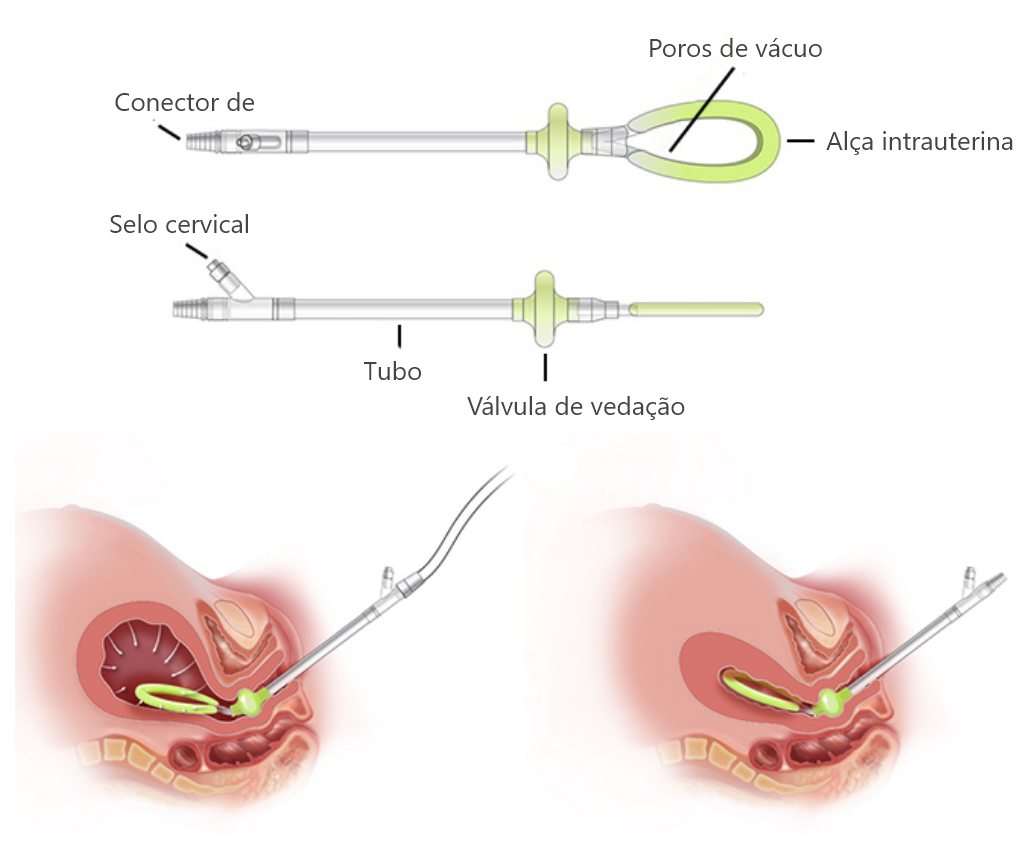 Poros de vácuo
Conector de
Alça intrauterina
Selo cervical
Tubo
Válvula de vedação